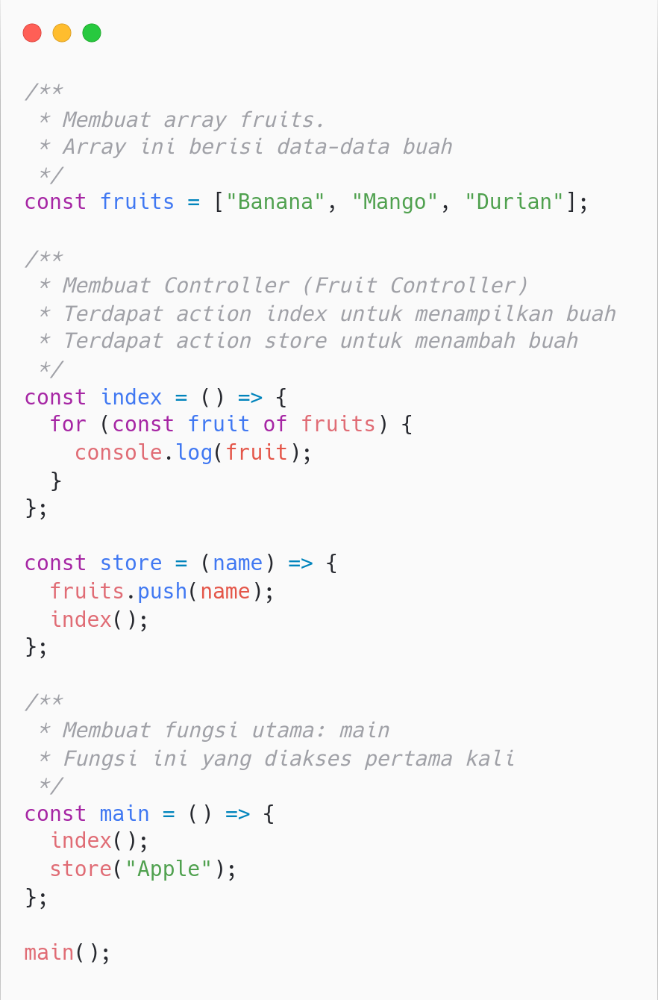 /**
 * Membuat array fruits.
 * Array ini berisi data-data buah
 */
const fruits = ["Banana", "Mango", "Durian"];
/**
 * Membuat Controller (Fruit Controller)
 * Terdapat action index untuk menampilkan buah
 * Terdapat action store untuk menambah buah
 */
const index = () => {
  for (const fruit of fruits) {
    console.log(fruit);
  }
};
const store = (name) => {
  fruits.push(name);
  index();
};
/**
 * Membuat fungsi utama: main
 * Fungsi ini yang diakses pertama kali
 */
const main = () => {
  index();
  store("Apple");
};
main();